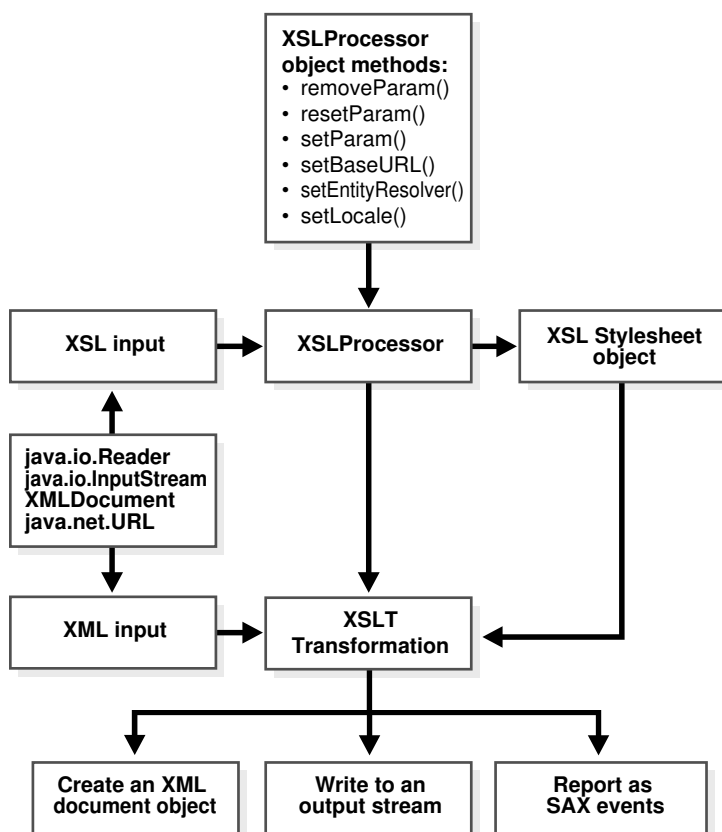 XSLProcessor
object methods:
• removeParam()
• resetParam()
• setParam()
• setBaseURL()
• setEntityResolver()
• setLocale()
XSL input
XSLProcessor
XSL Stylesheet
object
java.io.Reader
java.io.InputStream
XMLDocument
java.net.URL
XML input
XSLT
Transformation
Create an XML
document object
Write to an
output stream
Report as
SAX events